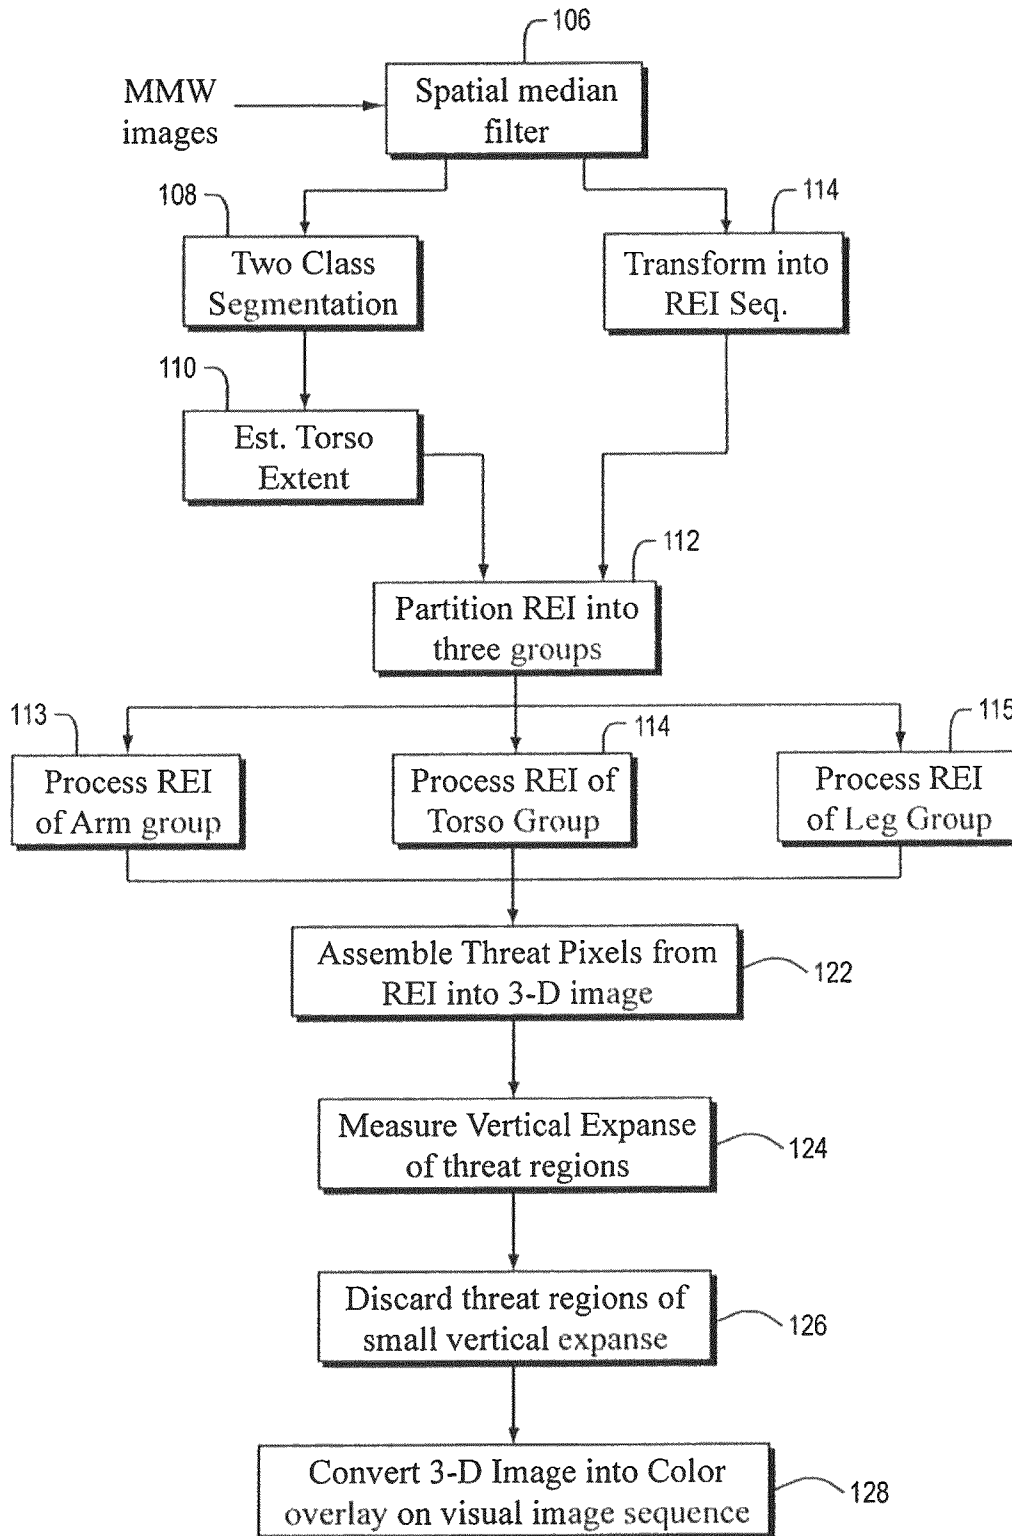 106
MMW
images
Spatial median
filter
108
114
Two Class
Segmentation
Transform into
REI Seq.
110
Est. Torso
Extent
112
Partition REI into
three groups
113
114
115
Process REI
of Arm group
Process REI of
Torso Group
Process REI
of Leg Group
Assemble Threat Pixels from
REI into 3-D image
122
Measure Vertical Expanse
of threat regions
124
Discard threat regions of
small vertical expanse
126
Convert 3-D Image into Color
overlay on visual image sequence
128